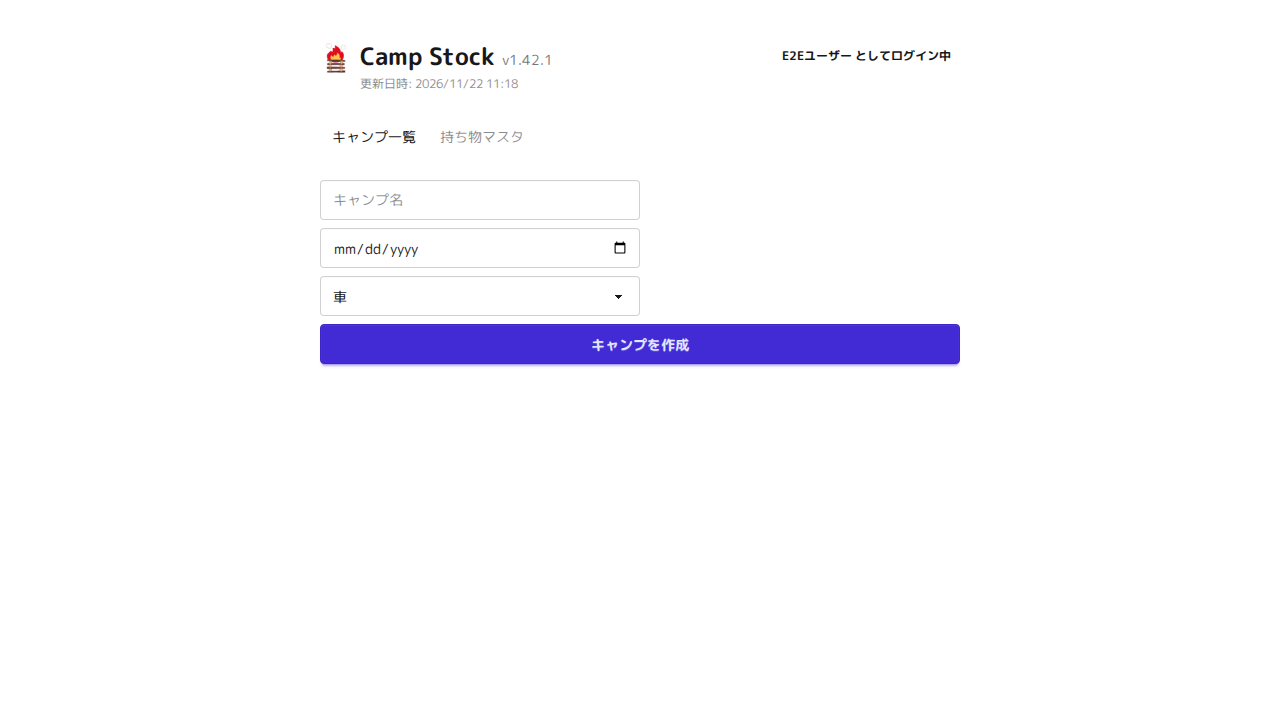 Camp Stock v1.42.1
E2Eユーザー としてログイン中
更新日時: 2026/11/22 11:18
キャンプ一覧 持ち物マスタ
キャンプ名
mm/dd/yyyy
車
キャンプを作成